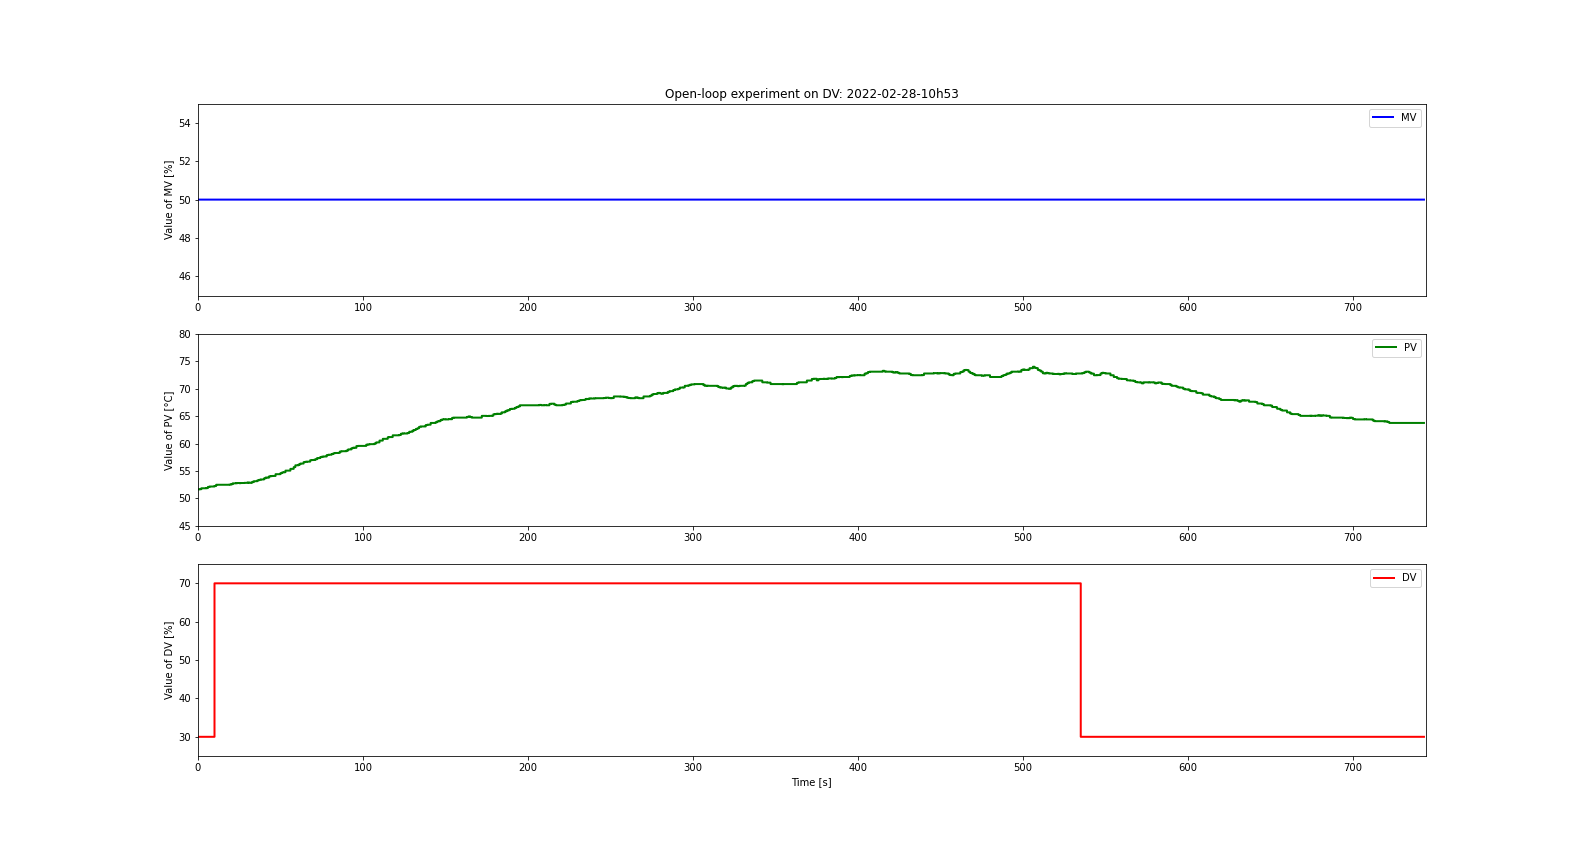 Open-loop experiment on DV: 2022-02-28-10h53
MV
Value of MV [%]
54
52
50
48
46
0 100 200 300 400 500 600 700
PV
Value of PV [°C]
80
75
70
65
60
55
50
45
0 100 200 300 400 500 600 700
DV
Value of DV [%]
70
60
50
40
30
0 100 200 300 400 500 600 700
Time [s]